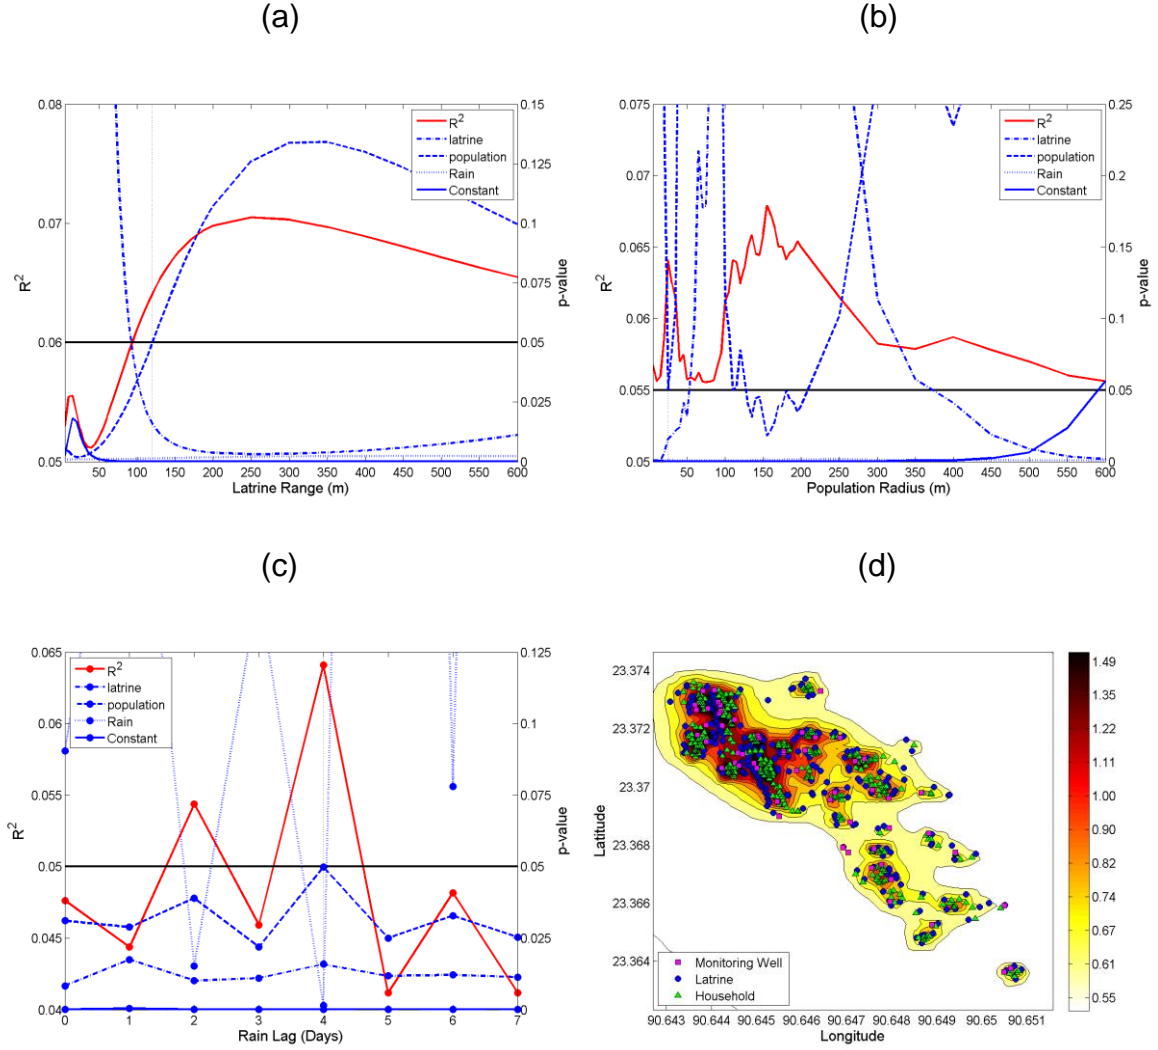 (a)
0.08
0.07
0.06
0.05
R2
0.15
0.125
0.1
0.075
0.05
0.025
0
p-value
R2
latrine
population
Rain
Constant
50 100 150 200 250 300 350 400 450 500 550 600
Latrine Range (m)
(b)
0.075
0.07
0.065
0.06
0.055
0.05
R2
0.25
0.2
0.15
0.1
0.05
0
p-value
R2
latrine
population
Rain
Constant
50 100 150 200 250 300 350 400 450 500 550 600
Population Radius (m)
(c)
0.065
0.06
0.055
0.05
0.045
0.04
R2
0.125
0.1
0.075
0.05
0.025
0
p-value
R2
latrine
population
Rain
Constant
0 1 2 3 4 5 6 7
Rain Lag (Days)
(d)
23.374
23.372
23.37
23.368
23.366
23.364
Latitude
Monitoring Well
Latrine
Household
90.643 90.644 90.645 90.646 90.647 90.648 90.649 90.65 90.651
Longitude
1.49
1.35
1.22
1.11
1.00
0.90
0.82
0.74
0.67
0.61
0.55